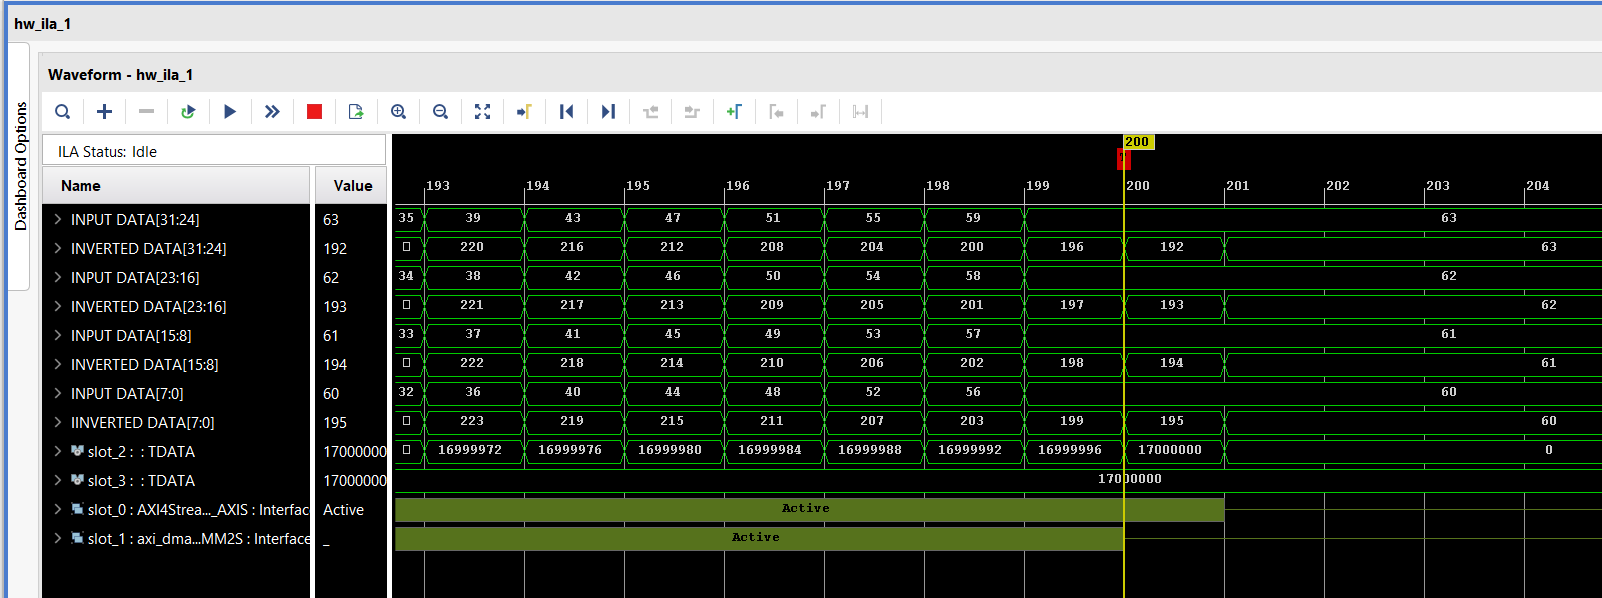 hw_ila_1
Dashboard Options
Waveform - hw_ila_1
ILA Status: Idle
200
Name Value 193 194 195 196 197 198 199 200 201 202 203 204
INPUT DATA[31:24] 63 35 39 43 47 51 55 59 63
INVERTED DATA[31:24] 192 220 216 212 208 204 200 196 192 63
INPUT DATA[23:16] 62 34 38 42 46 50 54 58 62
INVERTED DATA[23:16] 193 221 217 213 209 205 201 197 193 62
INPUT DATA[15:8] 61 33 37 41 45 49 53 57 61
INVERTED DATA[15:8] 194 222 218 214 210 206 202 198 194 61
INPUT DATA[7:0] 60 32 36 40 44 48 52 56 60
IINVERTED DATA[7:0] 195 223 219 215 211 207 203 199 195 60
slot_2 : : TDATA 17000000 16999972 16999976 16999980 16999984 16999988 16999992 16999996 17000000 0
slot_3 : : TDATA 17000000 17000000
slot_0 : AXI4Strea..._AXIS : Interfac Active Active
slot_1 : axi_dma...MM2S : Interface _ Active